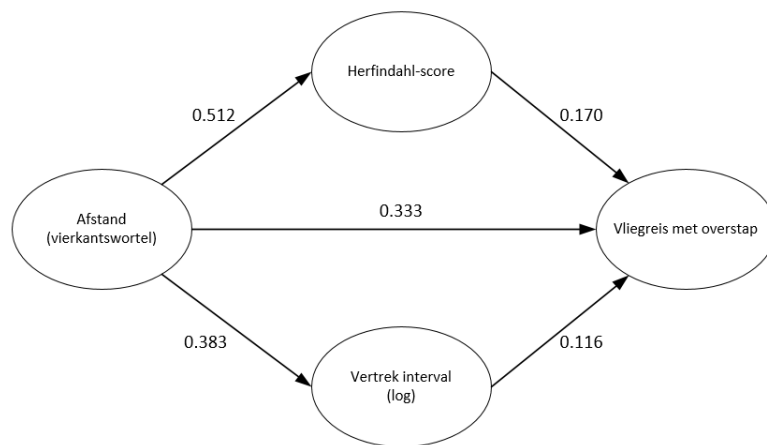 Herfindahl-score
0.512
0.170
Afstand
(vierkantswortel)
0.333
Vliegreis met overstap
0.383
0.116
Vertrek interval
(log)